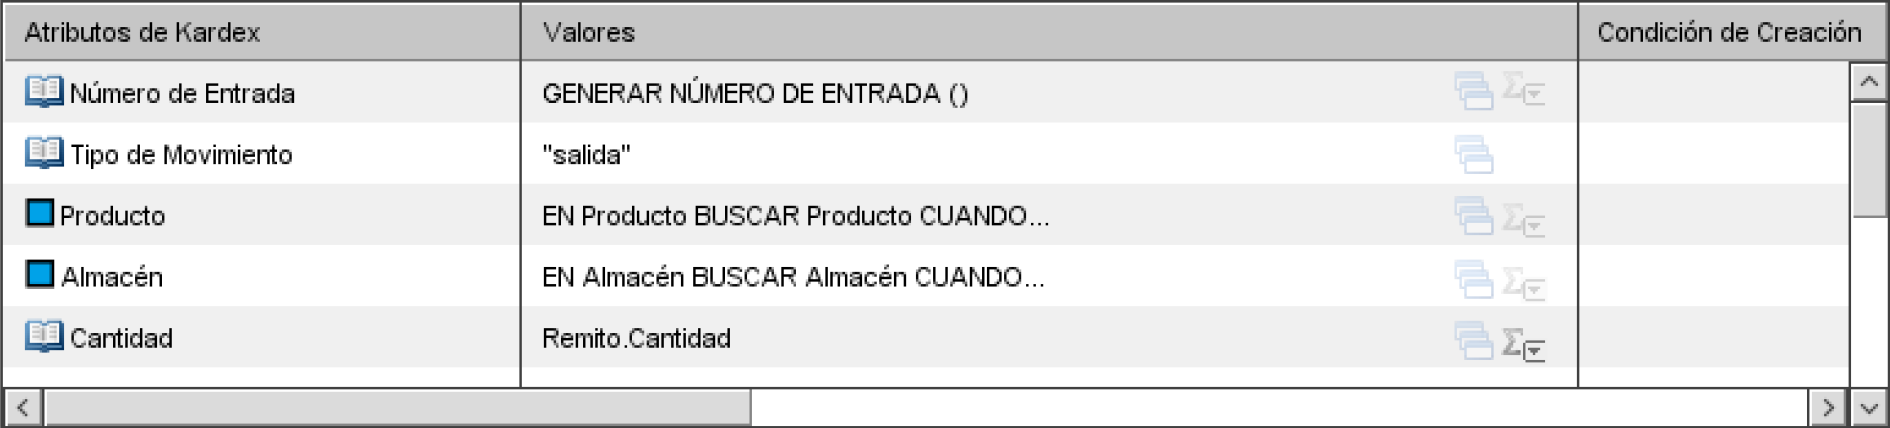 Atributos de Kardex Valores Condición de Creación
Número de Entrada GENERAR NÚMERO DE ENTRADA ()
Tipo de Movimiento "salida"
Producto EN Producto BUSCAR Producto CUANDO...
Almacén EN Almacén BUSCAR Almacén CUANDO...
Cantidad Remito.Cantidad